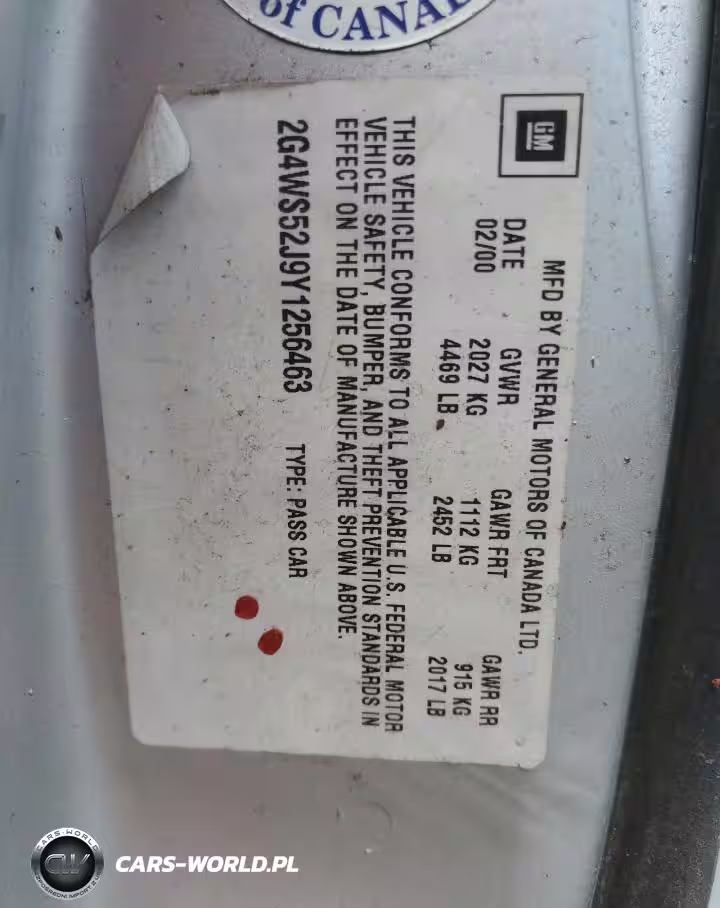 of CANAD
GM
MFD BY GENERAL MOTORS OF CANADA LTD.
DATE GVWR GAWR FRT GAWR RR
02/00 2027 KG 1112 KG 915 KG
4469 LB 2452 LB 2017 LB
THIS VEHICLE CONFORMS TO ALL APPLICABLE U.S. FEDERAL MOTOR
VEHICLE SAFETY, BUMPER, AND THEFT PREVENTION STANDARDS IN
EFFECT ON THE DATE OF MANUFACTURE SHOWN ABOVE.
2G4WS52J9Y1256463 TYPE: PASS CAR
CARS-WORLD
CW
CARS-WORLD.PL